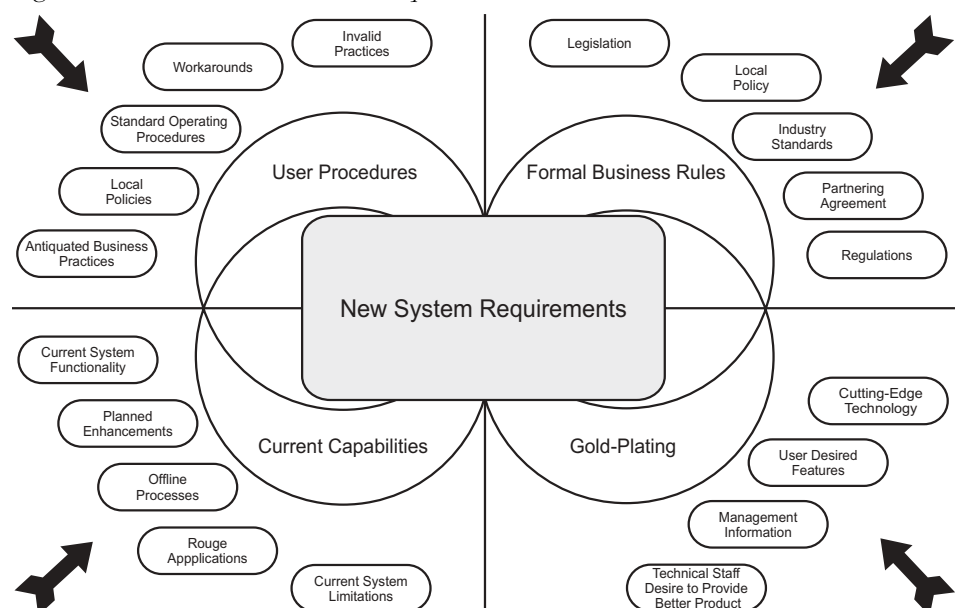 Invalid
Practices
Workarounds
Standard Operating
Procedures
Local
Policies
Antiquated Business
Practices
User Procedures
Legislation
Local
Policy
Industry
Standards
Partnering
Agreement
Regulations
Formal Business Rules
New System Requirements
Current System
Functionality
Planned
Enhancements
Offline
Processes
Rouge
Appplications
Current System
Limitations
Current Capabilities
Gold-Plating
Cutting-Edge
Technology
User Desired
Features
Management
Information
Technical Staff
Desire to Provide
Better Product